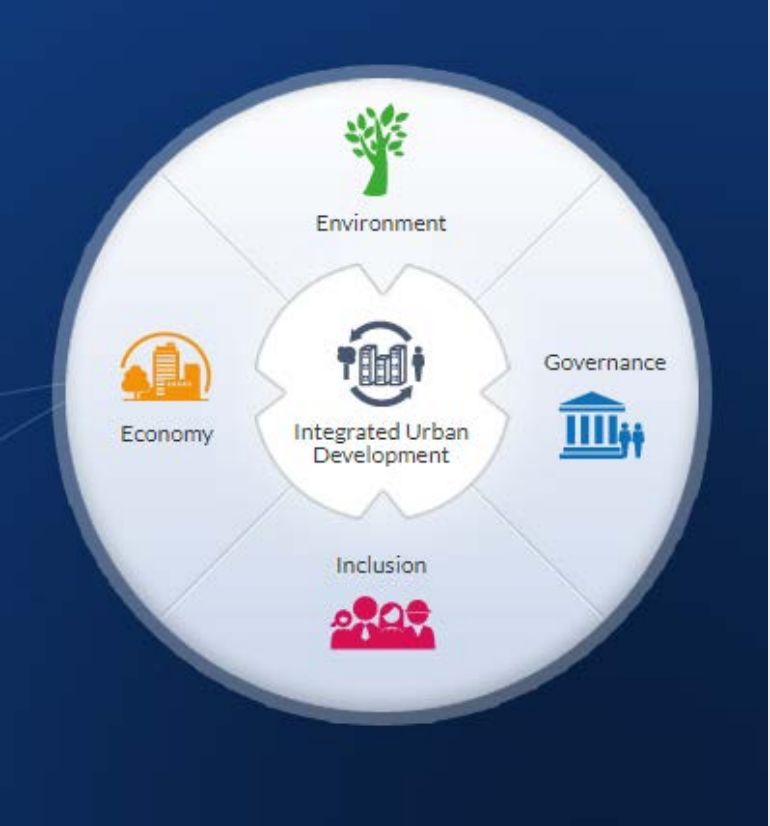 Environment
Governance
Economy
Integrated Urban
Development
Inclusion